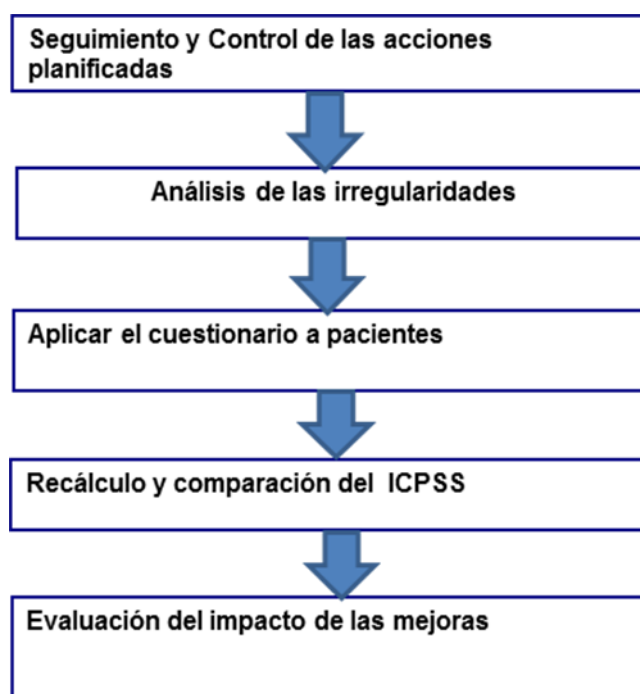 Seguimiento y Control de las acciones
planificadas
Análisis de las irregularidades
Aplicar el cuestionario a pacientes
Recálculo y comparación del ICPSS
Evaluación del impacto de las mejoras